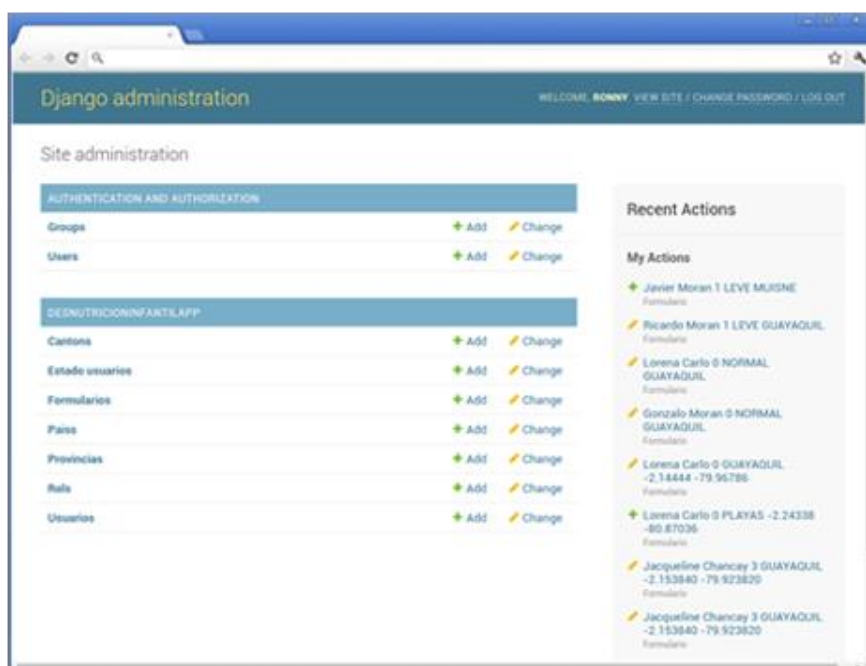 Django administration
WELCOME, RONNY. VIEW SITE / CHANGE PASSWORD / LOG OUT
Site administration
AUTHENTICATION AND AUTHORIZATION
Groups + Add Change
Users + Add Change
DESNUTRICIONINFANTILAPP
Cantons + Add Change
Estado usuarios + Add Change
Formularios + Add Change
Paiss + Add Change
Provincias + Add Change
Rols + Add Change
Usuarios + Add Change
Recent Actions
My Actions
+ Javier Moran 1 LEVE MUISNE
Formulario
Ricardo Moran 1 LEVE GUAYAQUIL
Formulario
Lorena Carlo 0 NORMAL
GUAYAQUIL
Formulario
Gonzalo Moran 0 NORMAL
GUAYAQUIL
Formulario
Lorena Carlo 0 GUAYAQUIL
-2.14444 -79.96786
Formulario
+ Lorena Carlo 0 PLAYAS -2.24338
-80.87036
Formulario
Jacqueline Chancay 3 GUAYAQUIL
-2.153840 -79.923820
Formulario
Jacqueline Chancay 3 GUAYAQUIL
-2.153840 -79.923820
Formulario